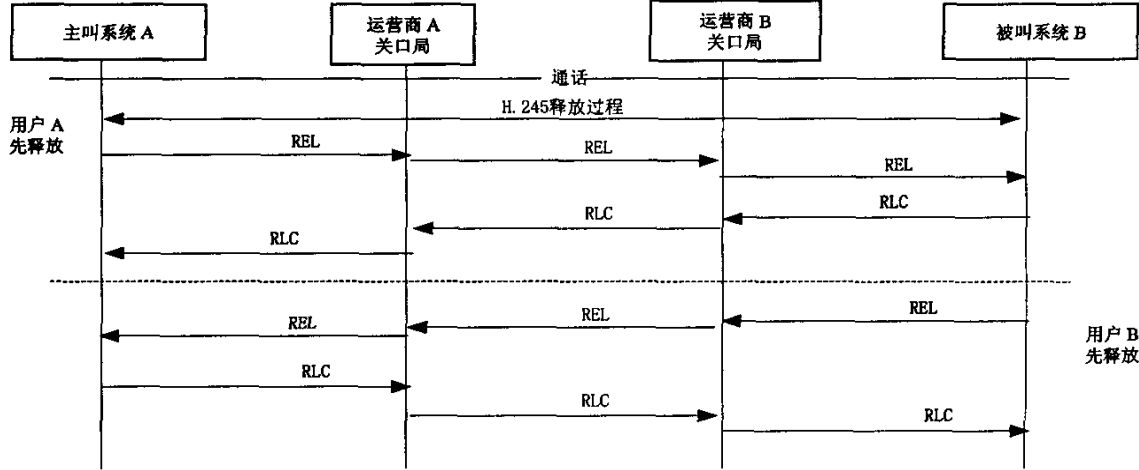 主叫系统 A
运营商 A
关口局
运营商 B
关口局
被叫系统 B
通话
H.245释放过程
用户 A
先释放
REL
REL
REL
RLC
RLC
RLC
REL
REL
REL
用户 B
先释放
RLC
RLC
RLC